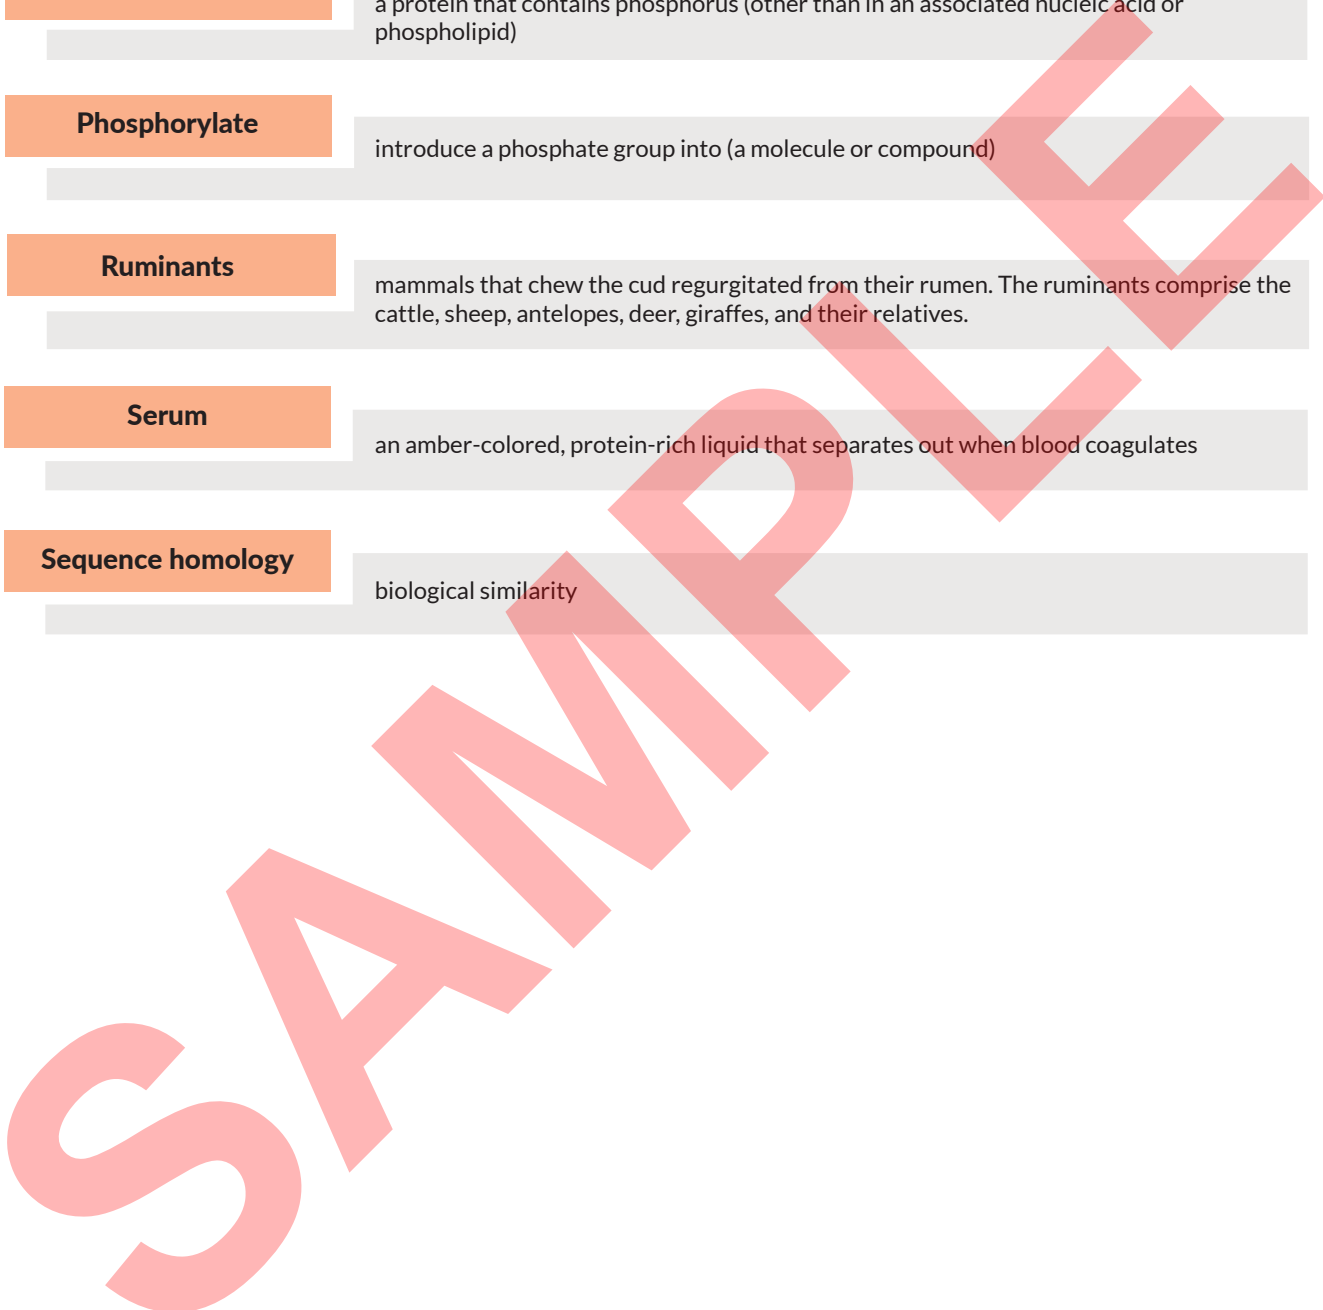 a protein that contains phosphorus (other than in an associated nucleic acid or
phospholipid)
Phosphorylate
introduce a phosphate group into (a molecule or compound)
Ruminants
mammals that chew the cud regurgitated from their rumen. The ruminants comprise the
cattle, sheep, antelopes, deer, giraffes, and their relatives.
Serum
an amber-colored, protein-rich liquid that separates out when blood coagulates
Sequence homology
biological similarity
SAMPLE